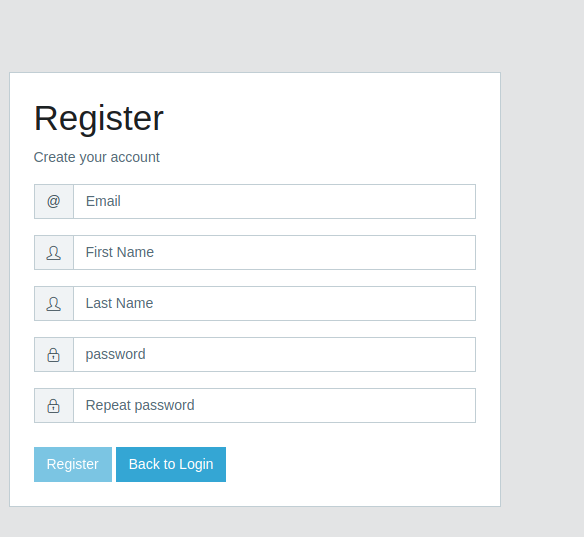 Register
Create your account
@ Email
First Name
Last Name
password
Repeat password
Register Back to Login